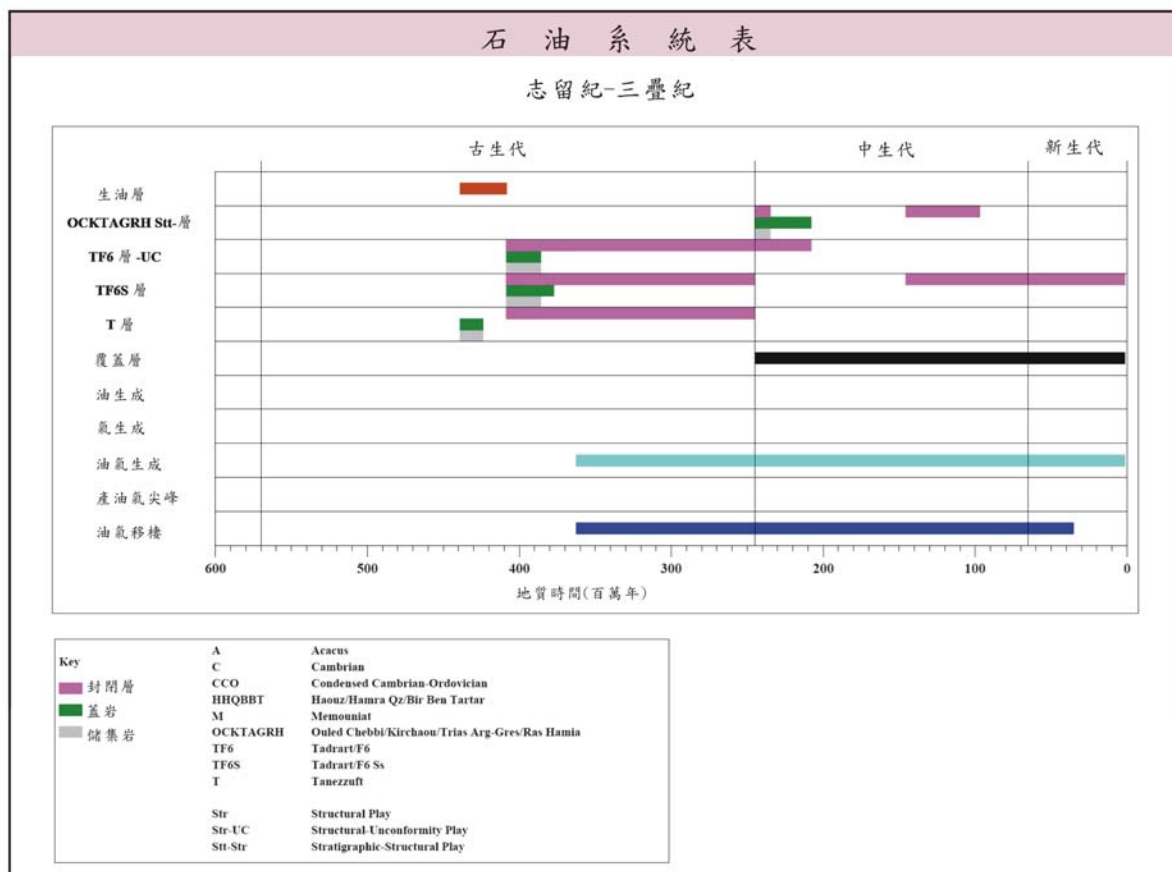 石油系統表
志留紀-三疊紀
古生代 中生代 新生代
生油層
OCKTAGRH Stt-層
TF6 層 -UC
TF6S 層
T 層
覆蓋層
油生成
氣生成
油氣生成
產油氣尖峰
油氣移棲
600 500 400 300 200 100 0
地質時間(百萬年)
Key
封閉層
蓋岩
儲集岩
A Acacus
C Cambrian
CCO Condensed Cambrian-Ordovician
HHQBBT Haouz/Hamra Qz/Bir Ben Tartar
M Memouniat
OCKTAGRH Ouled Chebbi/Kirchaou/Trias Arg-Gres/Ras Hamia
TF6 Tadrart/F6
TF6S Tadrart/F6 Ss
T Tanezzuft
Str Structural Play
Str-UC Structural-Unconformity Play
Stt-Str Stratigraphic-Structural Play